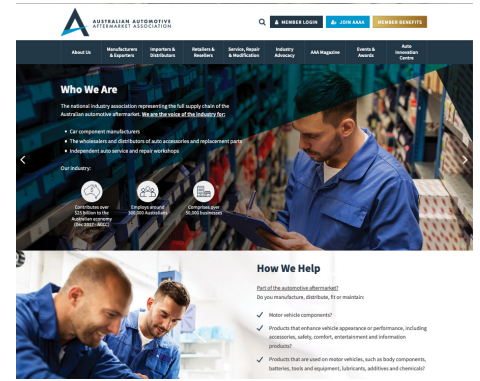 AUSTRALIAN AUTOMOTIVE
AFTERMARKET ASSOCIATION
MEMBER LOGIN
JOIN AAAA
MEMBER BENEFITS
About Us
Manufacturers
& Exporters
Importers &
Distributors
Retailers &
Resellers
Service, Repair
& Modification
Industry
Advocacy
AAA Magazine
Events &
Awards
Auto
Innovation
Centre
Who We Are
The national industry association representing the full supply chain of the
Australian automotive aftermarket. We are the voice of the industry for:
• Car component manufacturers
• The wholesalers and distributors of auto accessories and replacement parts
• Independent auto service and repair workshops
Our industry:
Contributes over
$25 billion to the
Australian economy
(Dec 2017 - ACCC)
Employs around
300,000 Australians
Comprises over
50,000 businesses
How We Help
Part of the automotive aftermarket?
Do you manufacture, distribute, fit or maintain:
Motor vehicle components?
Products that enhance vehicle appearance or performance, including
accessories, safety, comfort, entertainment and information
products?
Products that are used on motor vehicles, such as body components,
batteries, tools and equipment, lubricants, additives and chemicals?